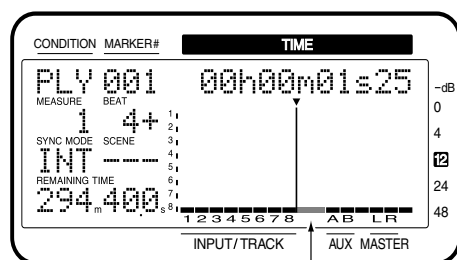 CONDITION MARKER# TIME
PLY 001 00h00m01s25
MEASURE BEAT
1 4+
SYNC MODE SCENE
INT ---
REMAINING TIME
294m40.0s
1
2
3
4
5
6
7
8
-dB
0
4
12
24
48
1 2 3 4 5 6 7 8 A B L R
INPUT/TRACK AUX MASTER